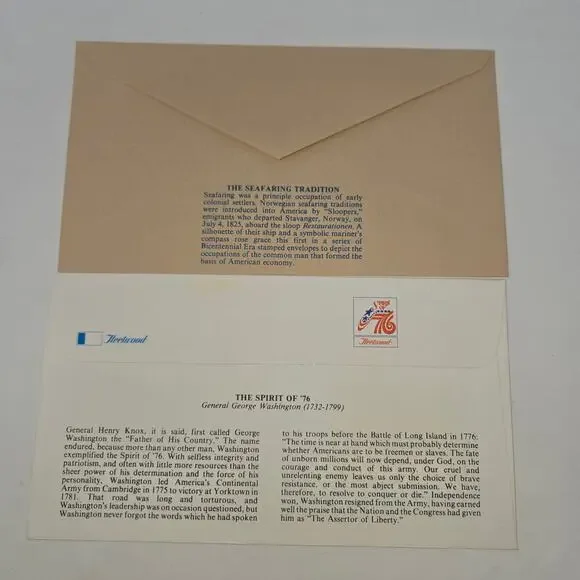 THE SEAFARING TRADITION
Seafaring was a principle occupation of early
colonial settlers. Norwegian seafaring traditions
were introduced into America by "Sloopers,"
emigrants who departed Stavanger, Norway, on
July 4, 1825, aboard the sloop Restaurationen. A
silhouette of their ship and a symbolic mariner's
compass rose grace this first in a series of
Bicentennial Era stamped envelopes to depict the
occupations of the common man that formed the
basis of American economy.
Fleetwood
Spirit OF
76
Fleetwood
THE SPIRIT OF '76
General George Washington (1732-1799)
General Henry Knox, it is said, first called George
Washington the "Father of His Country." The name
endured, because more than any other man, Washington
exemplified the Spirit of '76. With selfless integrity and
patriotism, and often with little more resources than the
sheer power of his determination and the force of his
personality, Washington led America's Continental
Army from Cambridge in 1775 to victory at Yorktown in
1781. That road was long and torturous, and
Washington's leadership was on occasion questioned, but
Washington never forgot the words which he had spoken
to his troops before the Battle of Long Island in 1776:
"The time is near at hand which must probably determine
whether Americans are to be freemen or slaves. The fate
of unborn millions will now depend, under God, on the
courage and conduct of this army. Our cruel and
unrelenting enemy leaves us only the choice of brave
resistance, or the most abject submission. We have,
therefore, to resolve to conquer or die." Independence
won, Washington resigned from the Army, having earned
well the praise that the Nation and the Congress had given
him as "The Assertor of Liberty."